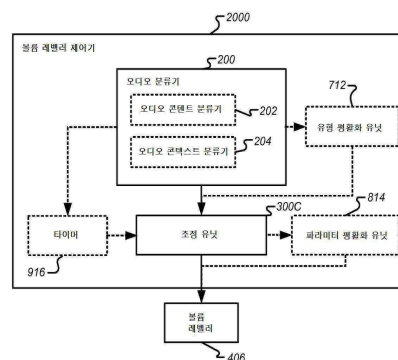 2000
볼륨 레벨러 제어기
200
오디오 분류기
오디오 콘텐트 분류기
202
오디오 콘텍스트 분류기
204
712
유형 평활화 유닛
타이머
916
300C
조정 유닛
814
파라미터 평활화 유닛
볼륨
레벨러
406